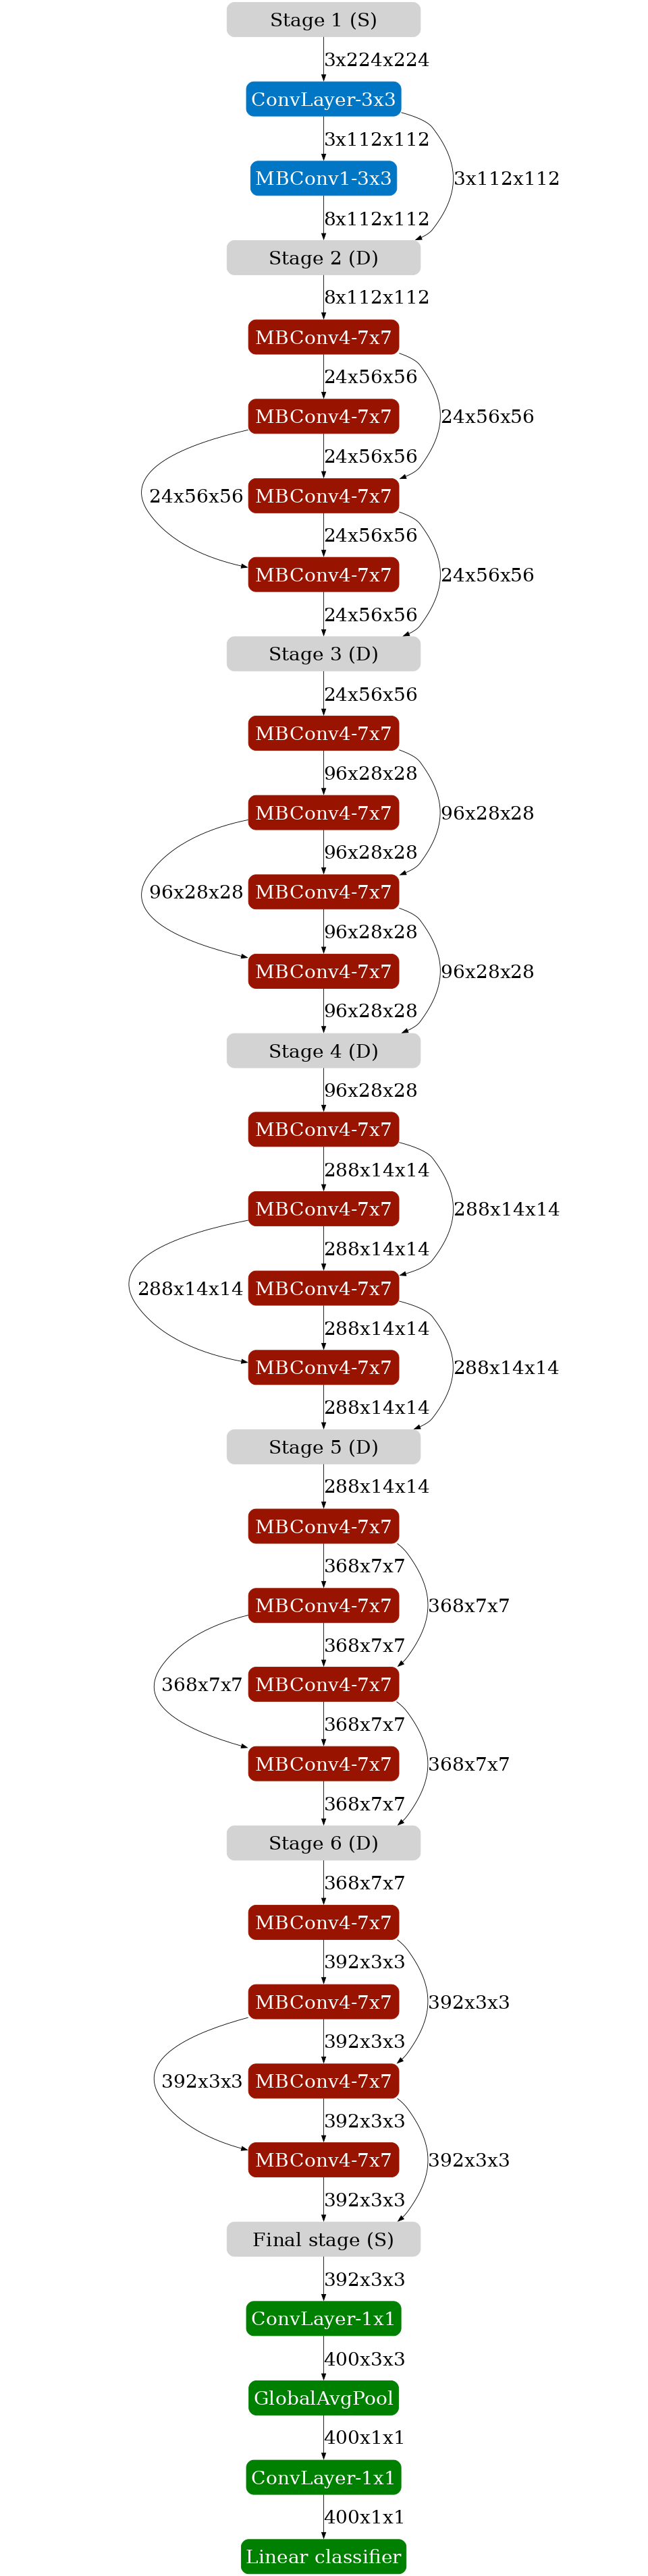 Stage 1 (S)
3x224x224
ConvLayer-3x3
3x112x112
MBConv1-3x3
3x112x112
8x112x112
Stage 2 (D)
8x112x112
MBConv4-7x7
24x56x56
MBConv4-7x7
24x56x56
24x56x56
MBConv4-7x7
24x56x56
24x56x56
MBConv4-7x7
24x56x56
24x56x56
Stage 3 (D)
24x56x56
MBConv4-7x7
96x28x28
MBConv4-7x7
96x28x28
96x28x28
MBConv4-7x7
96x28x28
96x28x28
MBConv4-7x7
96x28x28
96x28x28
Stage 4 (D)
96x28x28
MBConv4-7x7
288x14x14
MBConv4-7x7
288x14x14
288x14x14
MBConv4-7x7
288x14x14
288x14x14
MBConv4-7x7
288x14x14
288x14x14
Stage 5 (D)
288x14x14
MBConv4-7x7
368x7x7
MBConv4-7x7
368x7x7
368x7x7
MBConv4-7x7
368x7x7
368x7x7
MBConv4-7x7
368x7x7
368x7x7
Stage 6 (D)
368x7x7
MBConv4-7x7
392x3x3
MBConv4-7x7
392x3x3
392x3x3
MBConv4-7x7
392x3x3
392x3x3
MBConv4-7x7
392x3x3
392x3x3
Final stage (S)
392x3x3
ConvLayer-1x1
400x3x3
GlobalAvgPool
400x1x1
ConvLayer-1x1
400x1x1
Linear classifier